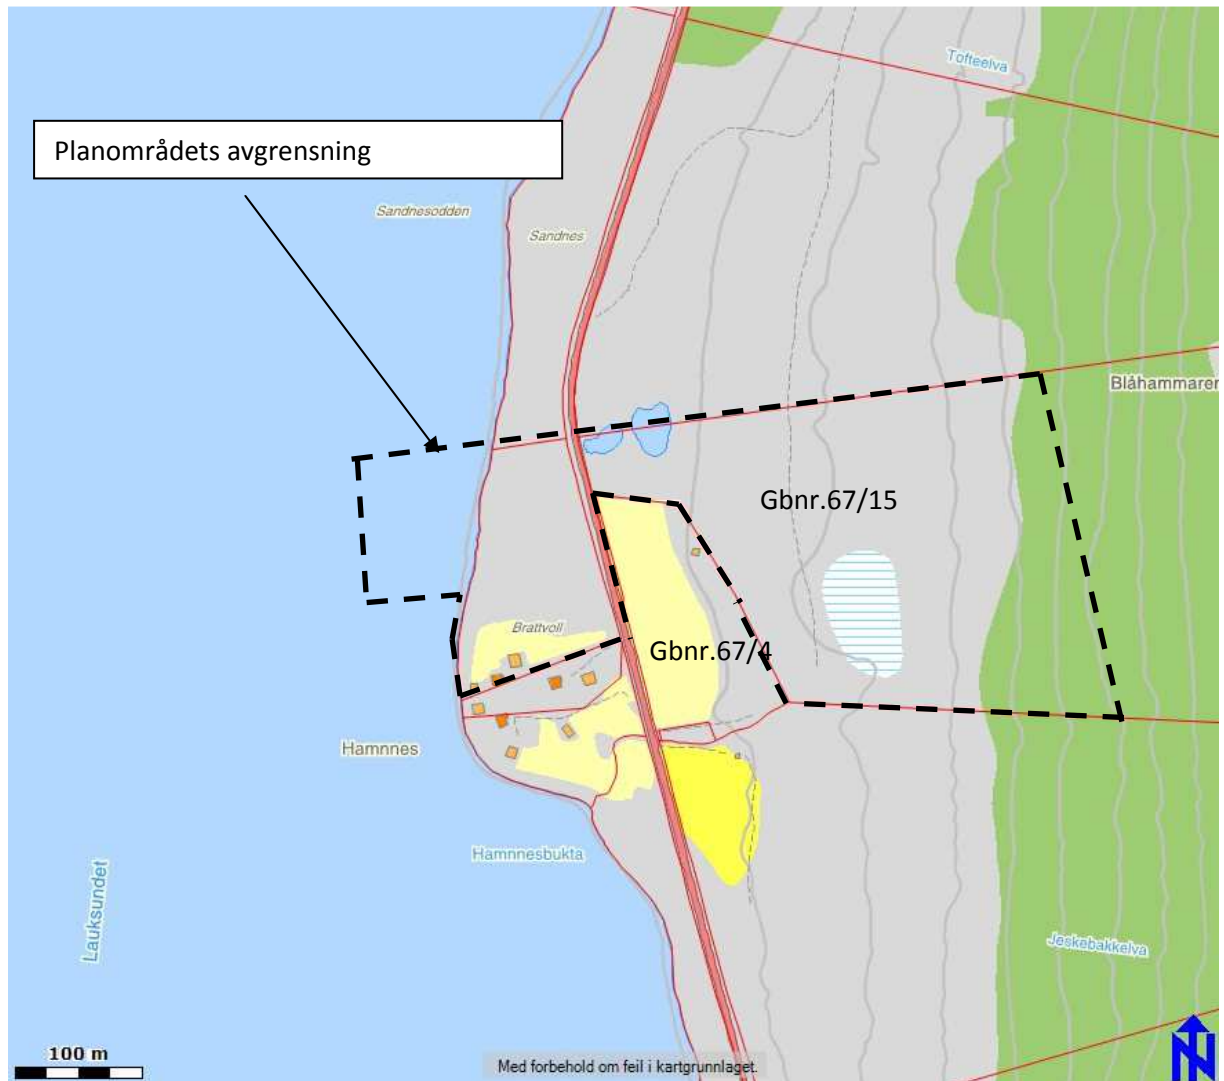 Tofteelva
Planområdets avgrensning
Sandnesodden
Sandnes
Blåhammaren
Gbnr.67/15
Brattvoll
Gbnr.67/4
Hamnnes
Hamnnesbukta
Lauksundet
Jeskebakkelva
100 m
Med forbehold om feil i kartgrunnlaget.
N